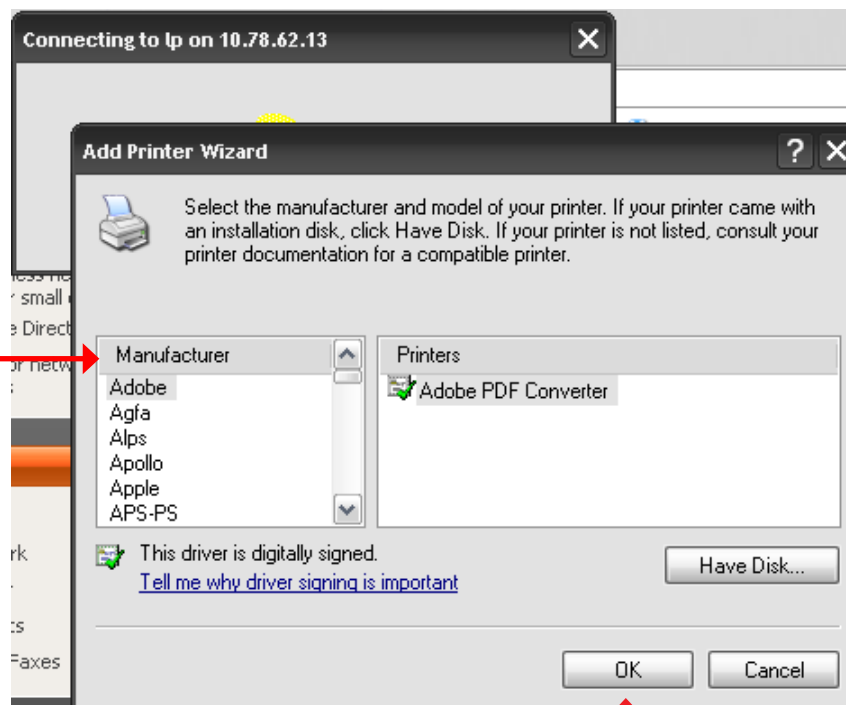 Connecting to lp on 10.78.62.13
Add Printer Wizard
?
Select the manufacturer and model of your printer. If your printer came with
an installation disk, click Have Disk. If your printer is not listed, consult your
printer documentation for a compatible printer.
small
Direct
Manufacturer
Printers
Adobe
Agfa
Alps
Apollo
Apple
APS-PS
Adobe PDF Converter
This driver is digitally signed.
Tell me why driver signing is important
Have Disk...
Faxes
OK
Cancel